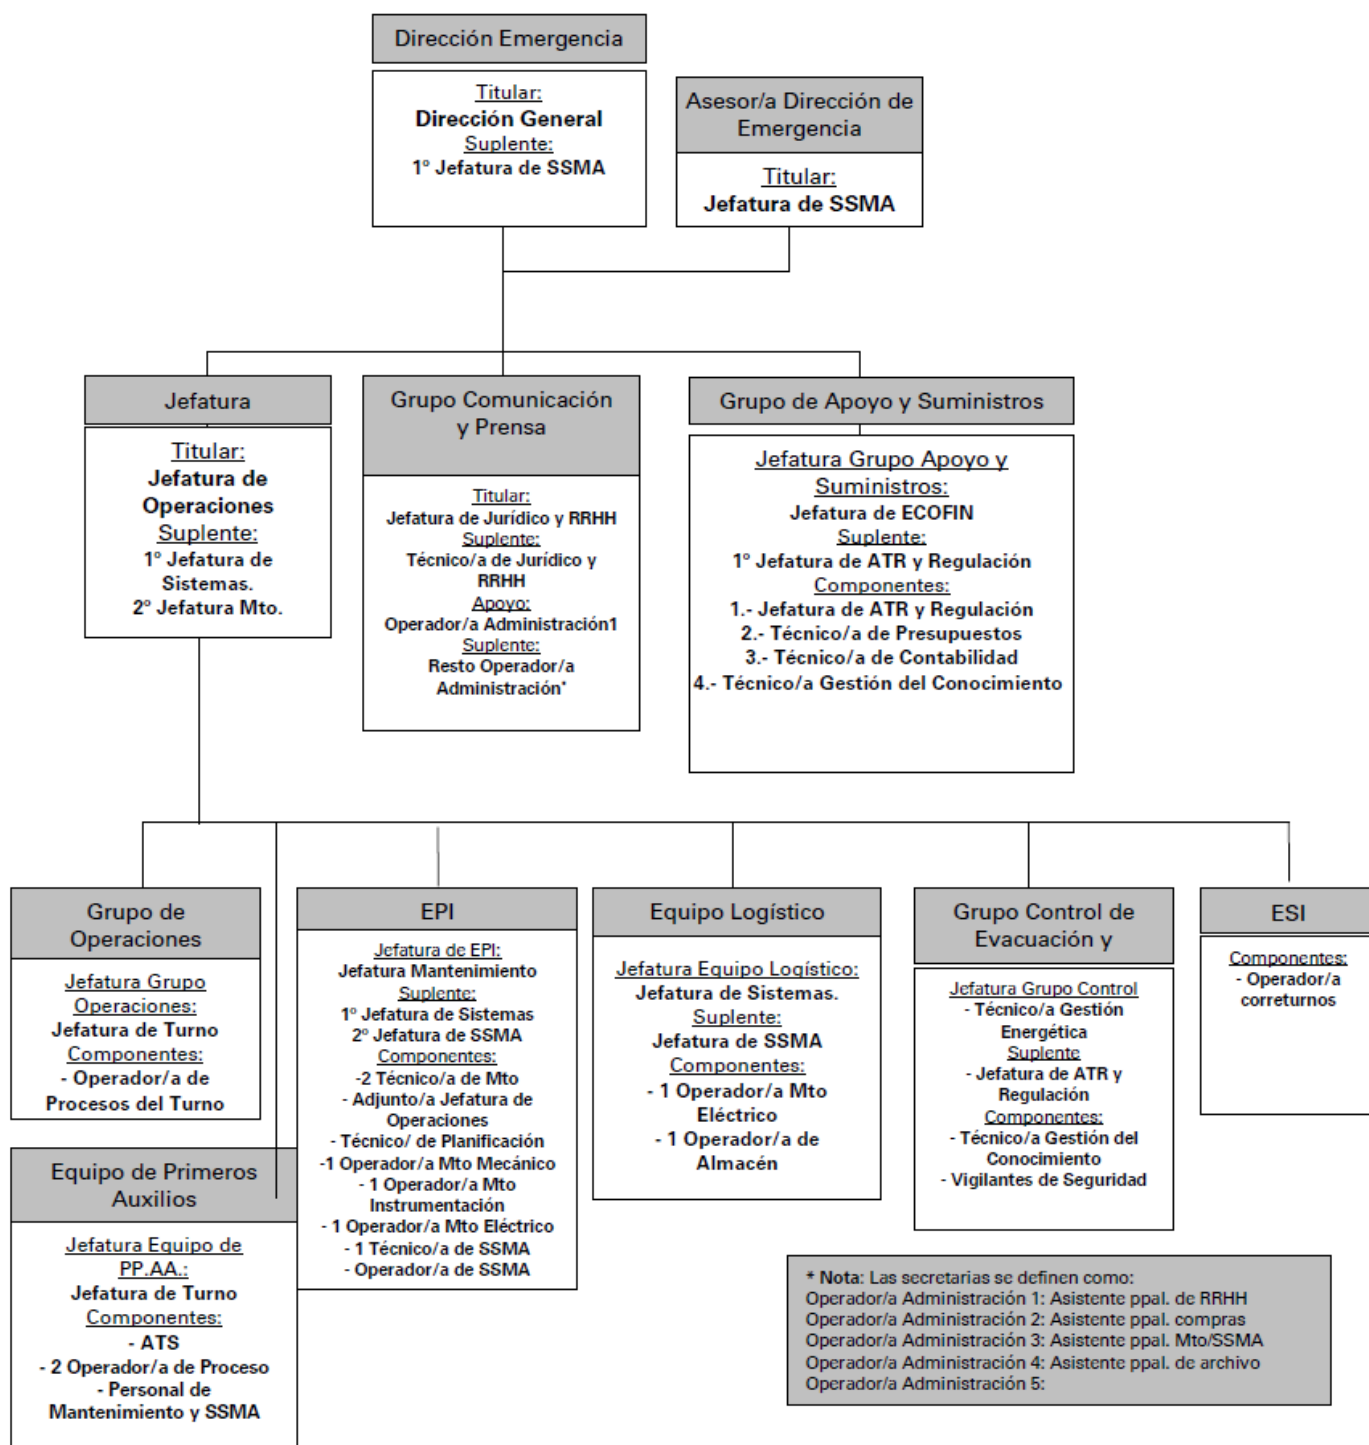 Dirección Emergencia
Titular:
Dirección General
Suplente:
1º Jefatura de SSMA
Asesor/a Dirección de
Emergencia
Titular:
Jefatura de SSMA
Jefatura
Titular:
Jefatura de
Operaciones
Suplente:
1º Jefatura de
Sistemas.
2º Jefatura Mto.
Grupo Comunicación
y Prensa
Titular:
Jefatura de Jurídico y RRHH
Suplente:
Técnico/a de Jurídico y
RRHH
Apoyo:
Operador/a Administración1
Suplente:
Resto Operador/a
Administración*
Grupo de Apoyo y Suministros
Jefatura Grupo Apoyo y
Suministros:
Jefatura de ECOFIN
Suplente:
1º Jefatura de ATR y Regulación
Componentes:
1.- Jefatura de ATR y Regulación
2.- Técnico/a de Presupuestos
3.- Técnico/a de Contabilidad
4.- Técnico/a Gestión del Conocimiento
Grupo de
Operaciones
Jefatura Grupo
Operaciones:
Jefatura de Turno
Componentes:
- Operador/a de
Procesos del Turno
Equipo de Primeros
Auxilios
Jefatura Equipo de
PP.AA.:
Jefatura de Turno
Componentes:
- ATS
- 2 Operador/a de Proceso
- Personal de
Mantenimiento y SSMA
EPI
Jefatura de EPI:
Jefatura Mantenimiento
Suplente:
1º Jefatura de Sistemas
2º Jefatura de SSMA
Componentes:
-2 Técnico/a de Mto
- Adjunto/a Jefatura de
Operaciones
- Técnico/ de Planificación
-1 Operador/a Mto Mecánico
- 1 Operador/a Mto
Instrumentación
- 1 Operador/a Mto Eléctrico
- 1 Técnico/a de SSMA
- Operador/a de SSMA
Equipo Logístico
Jefatura Equipo Logístico:
Jefatura de Sistemas.
Suplente:
Jefatura de SSMA
Componentes:
- 1 Operador/a Mto
Eléctrico
- 1 Operador/a de
Almacén
Grupo Control de
Evacuación y
Jefatura Grupo Control
- Técnico/a Gestión
Energética
Suplente
- Jefatura de ATR y
Regulación
Componentes:
- Técnico/a Gestión del
Conocimiento
- Vigilantes de Seguridad
ESI
Componentes:
- Operador/a
correturnos
* Nota: Las secretarias se definen como:
Operador/a Administración 1: Asistente ppal. de RRHH
Operador/a Administración 2: Asistente ppal. compras
Operador/a Administración 3: Asistente ppal. Mto/SSMA
Operador/a Administración 4: Asistente ppal. de archivo
Operador/a Administración 5: